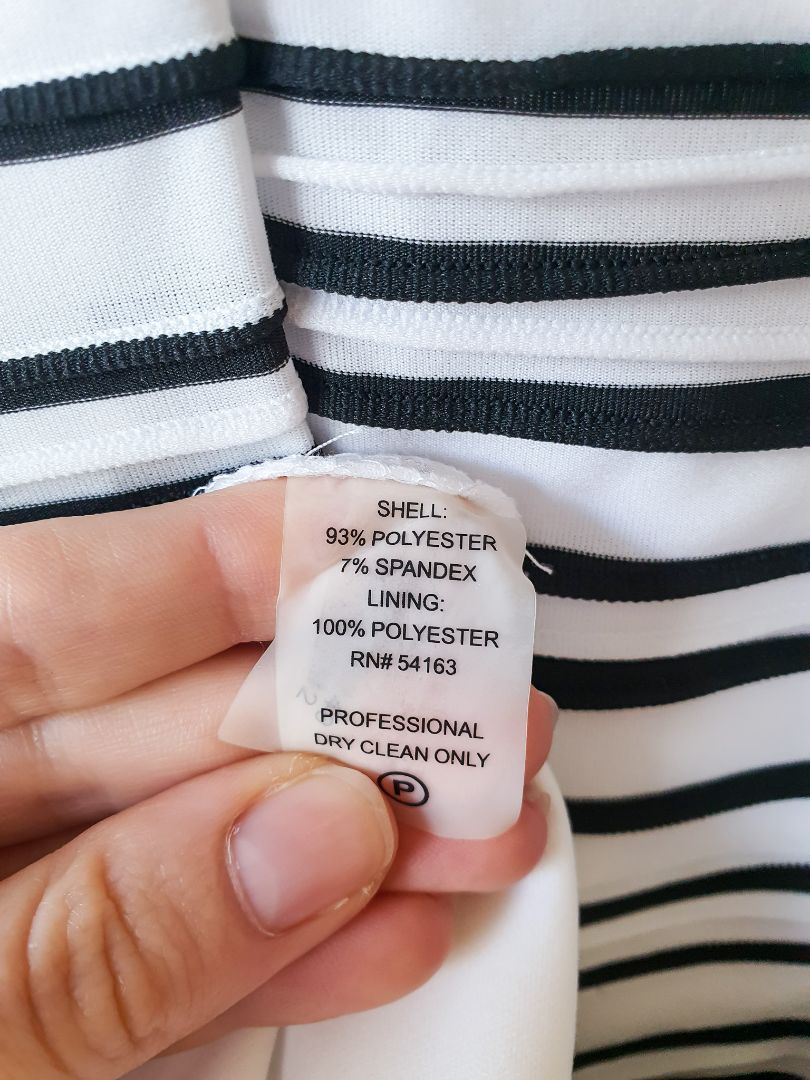 SHELL:
93% POLYESTER
7% SPANDEX
LINING:
100% POLYESTER
RN# 54163
PROFESSIONAL
DRY CLEAN ONLY
P